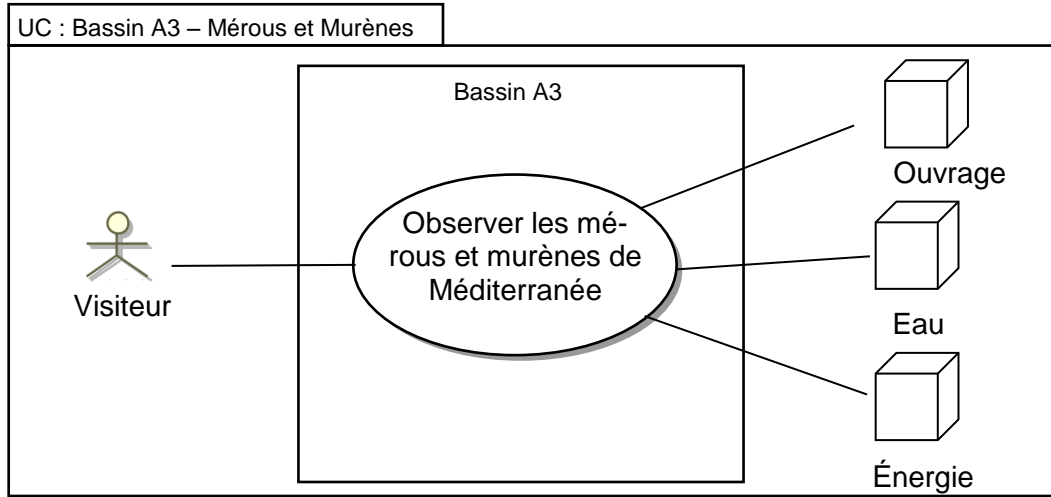 UC : Bassin A3 – Mérous et Murènes
Bassin A3
Ouvrage
Observer les mé-
rous et murènes de
Méditerranée
Visiteur
Eau
Énergie